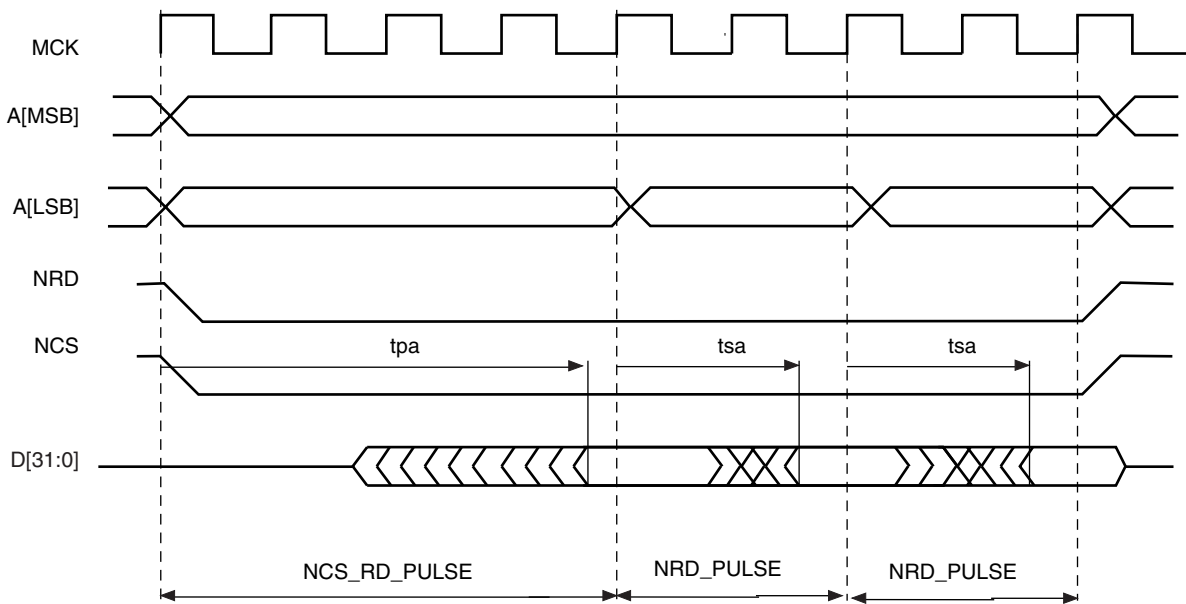 MCK
A[MSB]
A[LSB]
NRD
NCS
tpa
tsa
tsa
D[31:0]
NCS_RD_PULSE
NRD_PULSE
NRD_PULSE